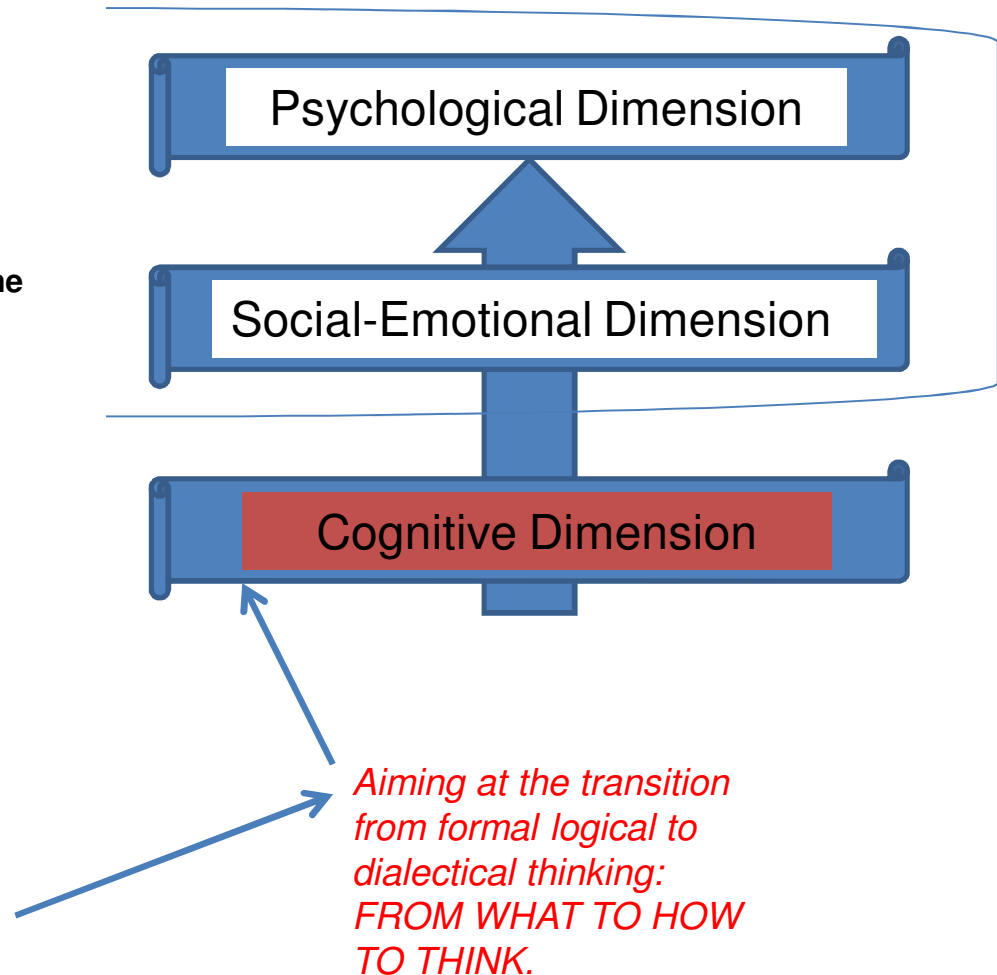 Psychological Dimension
Social-Emotional Dimension
Cognitive Dimension
Aiming at the transition
from formal logical to
dialectical thinking:
FROM WHAT TO HOW
TO THINK.